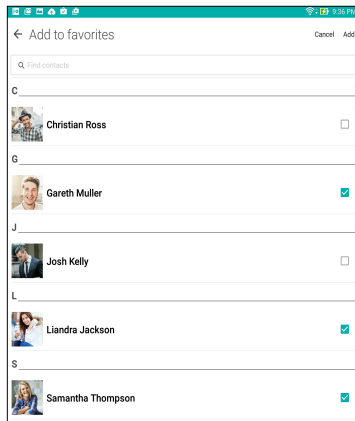 9:36 PM
Add to favorites
Cancel Add
Find contacts
C
Christian Ross
G
Gareth Muller
J
Josh Kelly
L
Liandra Jackson
S
Samantha Thompson